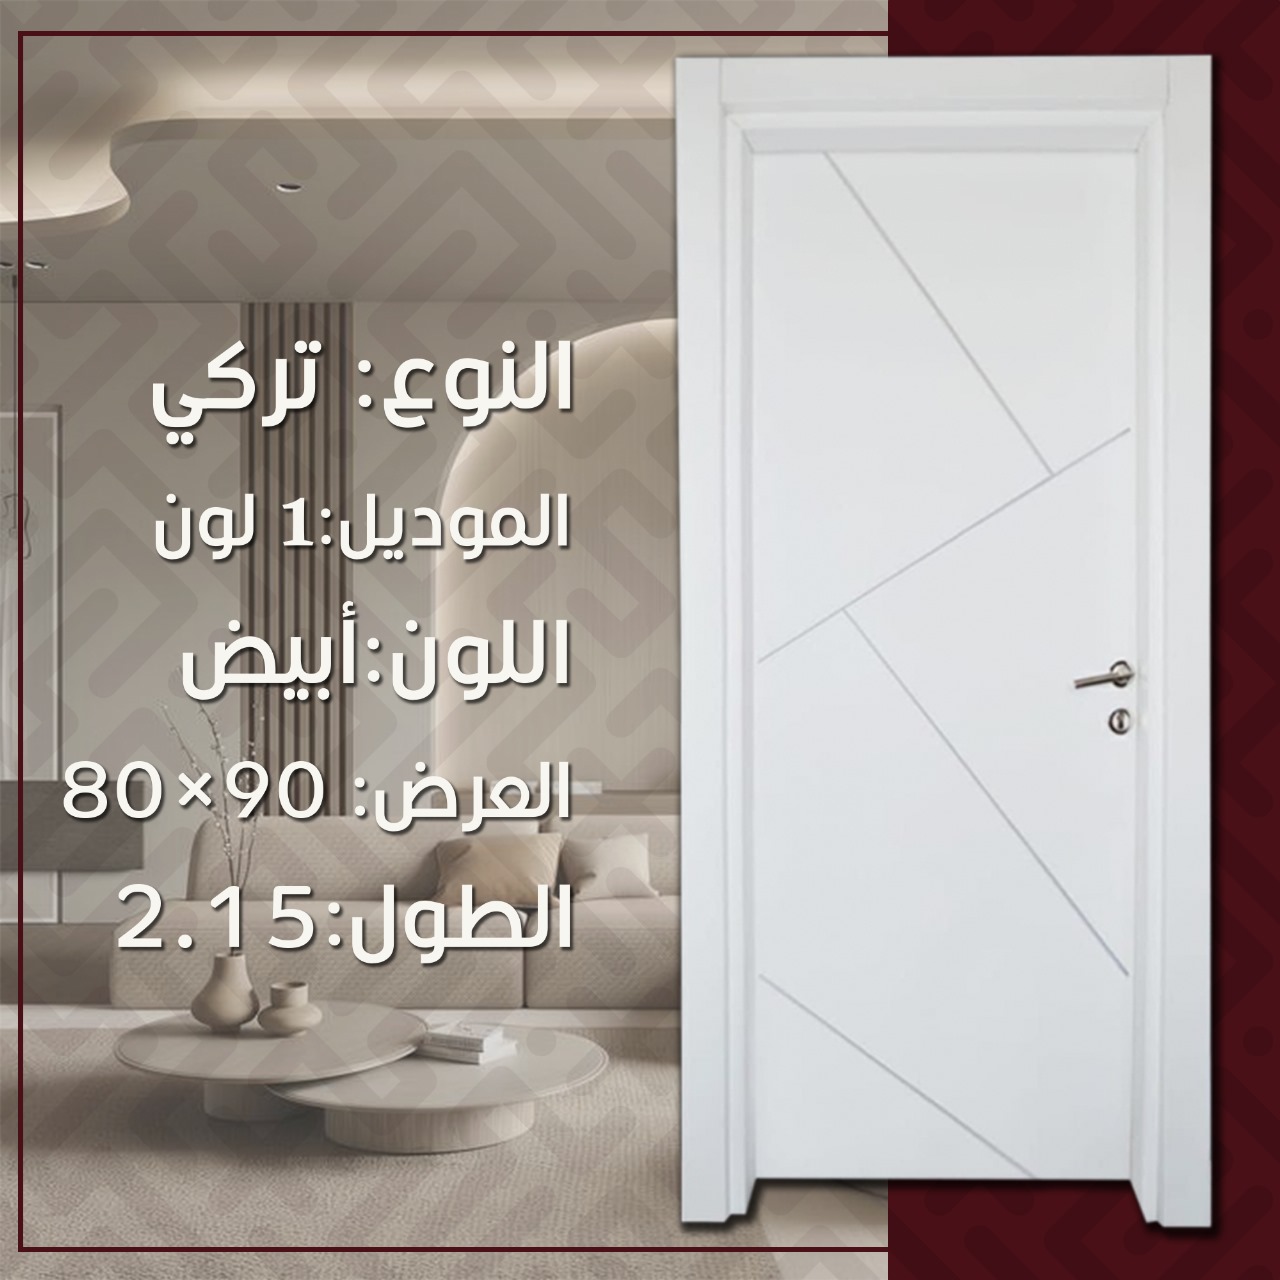 النوع: تركي
الموديل:1 لون
اللون:أبيض
العرض: 90×80
الطول:2.15